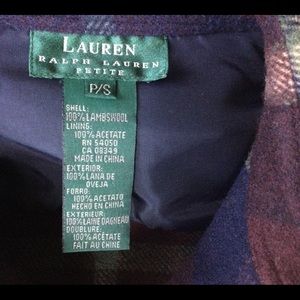 LAUREN
RALPH LAUREN
PETITE
P/S
SHELL:
100% LAMBSWOOL
LINING:
100% ACETATE
RN 54050
CA 08349
MADE IN CHINA
EXTERIOR:
100% LANA DE
OVEJA
FORRO:
100% ACETATO
HECHO EN CHINA
EXTERIEUR:
100% LAINE DAGNEAU
DOUBLURE:
100% ACETATE
FAIT AU CHINE